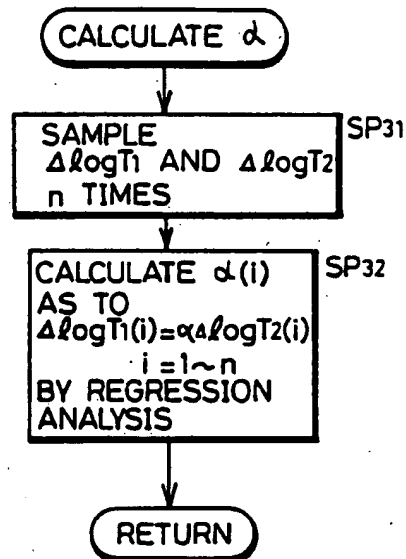 CALCULATE α
SAMPLE
ΔlogT1 AND ΔlogT2
n TIMES
SP31
CALCULATE α(i)
AS TO
ΔlogT1(i)=αΔlogT2(i)
i=1~n
BY REGRESSION
ANALYSIS
SP32
RETURN